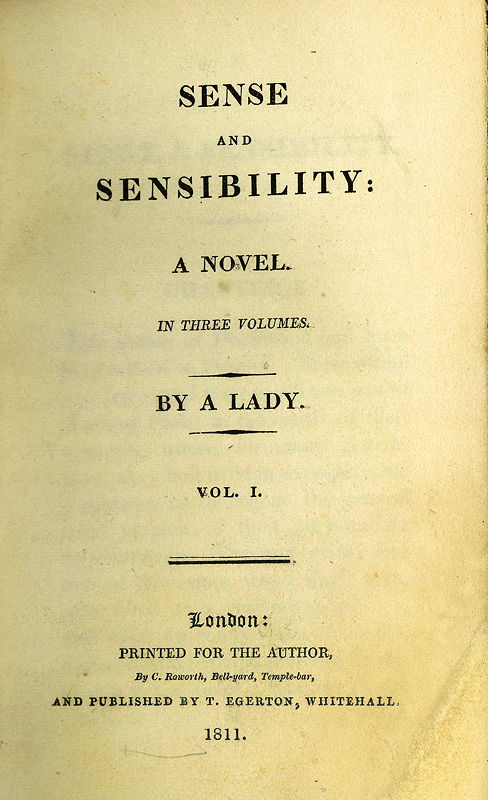 SENSE
AND
SENSIBILITY:
A NOVEL.
IN THREE VOLUMES.
BY A LADY.
VOL. I.
London:
PRINTED FOR THE AUTHOR,
By C. Roworth, Bell-yard, Temple-bar,
AND PUBLISHED BY T. EGERTON, WHITEHALL.
1811.